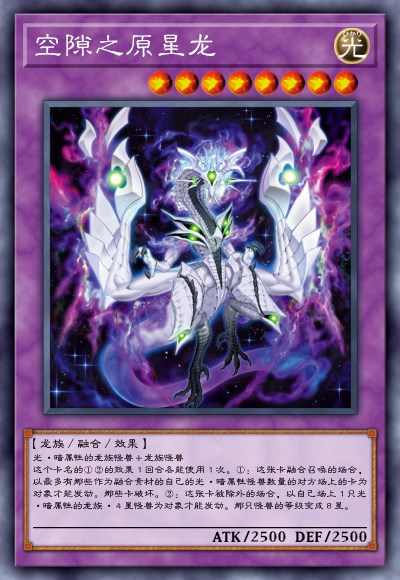 空隙之原星龙
光
【龙族／融合／效果】
光·暗属性的龙族怪兽＋龙族怪兽
这个卡名的①②的效果1回合各能使用1次。①：这张卡融合召唤的场合，
以最多有那些作为融合素材的自己的光·暗属性怪兽数量的对方场上的卡为
对象才能发动。那些卡破坏。②：这张卡被除外的场合，以自己场上1只光
·暗属性的龙族·4星怪兽为对象才能发动。那只怪兽的等级变成8星。
ATK/2500 DEF/2500